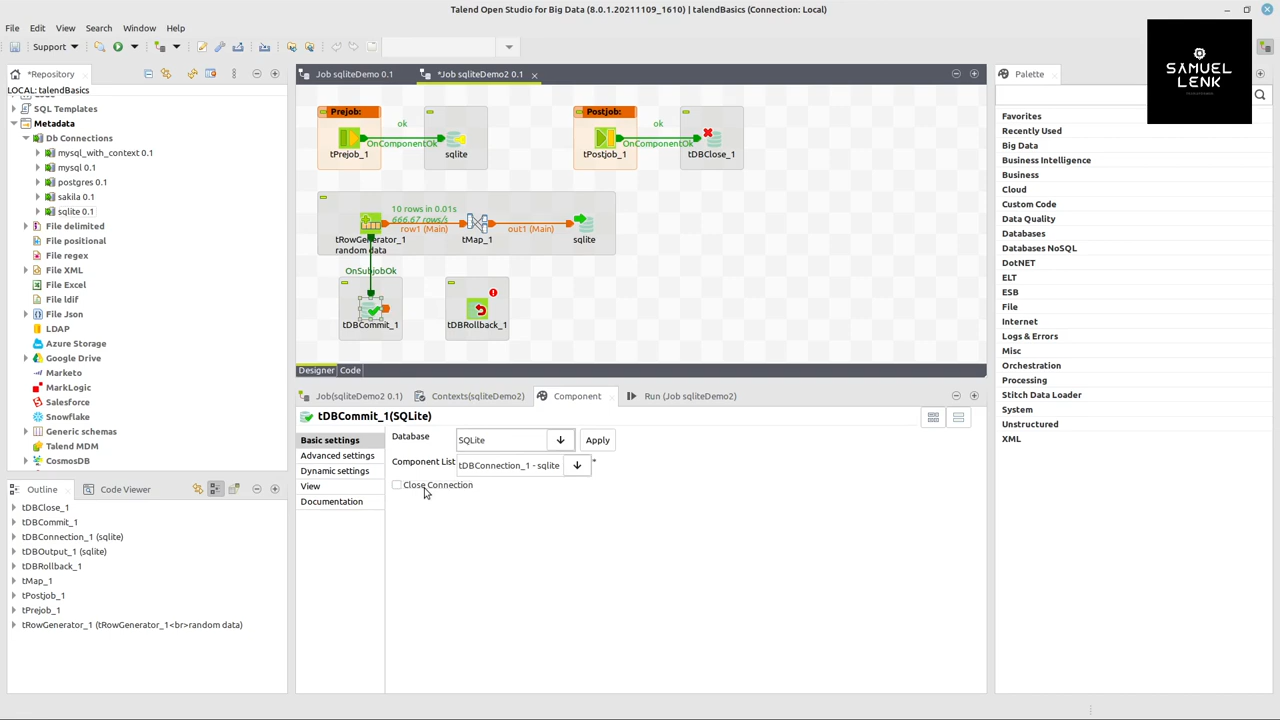 Talend Open Studio for Big Data (8.0.1.20211109_1610) | talendBasics (Connection: Local)
File Edit View Search Window Help
Support
*Repository
LOCAL: talendBasics
SQL Templates
Metadata
Db Connections
mysql_with_context 0.1
mysql 0.1
postgres 0.1
sakila 0.1
sqlite 0.1
File delimited
File positional
File regex
File XML
File Excel
File ldif
File Json
LDAP
Azure Storage
Google Drive
Marketo
MarkLogic
Salesforce
Snowflake
Generic schemas
Talend MDM
CosmosDB
Outline
Code Viewer
tDBClose_1
tDBCommit_1
tDBConnection_1 (sqlite)
tDBOutput_1 (sqlite)
tDBRollback_1
tMap_1
tPostjob_1
tPrejob_1
tRowGenerator_1 (tRowGenerator_1<br>random data)
Job sqliteDemo 0.1
*Job sqliteDemo2 0.1
Prejob:
ok
OnComponentOk
tPrejob_1
sqlite
Postjob:
ok
OnComponentOk
tPostjob_1
tDBClose_1
10 rows in 0.01s
666.67 rows/s
row1 (Main)
out1 (Main)
tRowGenerator_1
random data
tMap_1
sqlite
OnSubjobOk
tDBCommit_1
tDBRollback_1
Designer
Code
Job(sqliteDemo2 0.1)
Contexts(sqliteDemo2)
Component
Run (Job sqliteDemo2)
tDBCommit_1(SQLite)
Basic settings
Advanced settings
Dynamic settings
View
Documentation
Database
SQLite
Apply
Component List
tDBConnection_1 - sqlite
*
Close Connection
Palette
Favorites
Recently Used
Big Data
Business Intelligence
Business
Cloud
Custom Code
Data Quality
Databases
Databases NoSQL
DotNET
ELT
ESB
File
Internet
Logs & Errors
Misc
Orchestration
Processing
Stitch Data Loader
System
Unstructured
XML
SAMUEL
LENK